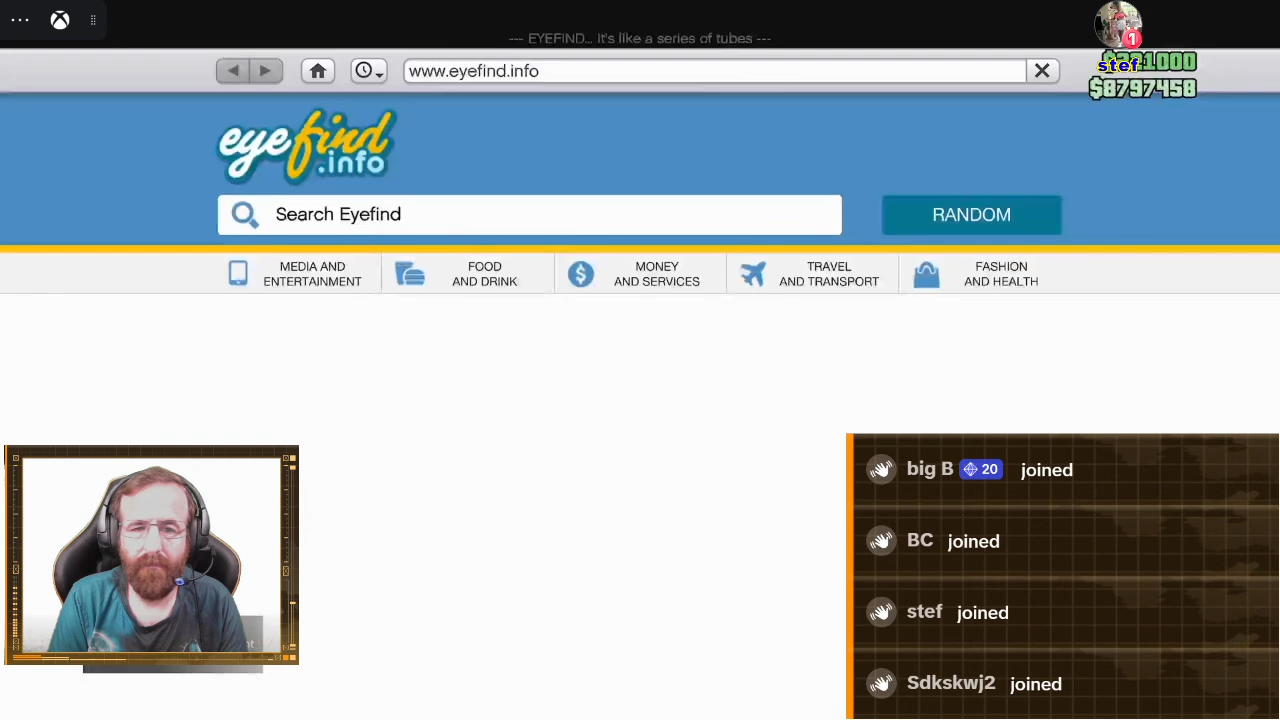 --- EYEFIND... It's like a series of tubes ---
1
stef
1000
$8797458
www.eyefind.info
eyefind
.info
Search Eyefind
RANDOM
MEDIA AND
ENTERTAINMENT
FOOD
AND DRINK
MONEY
AND SERVICES
TRAVEL
AND TRANSPORT
FASHION
AND HEALTH
big B 20 joined
BC joined
stef joined
Sdkskwj2 joined